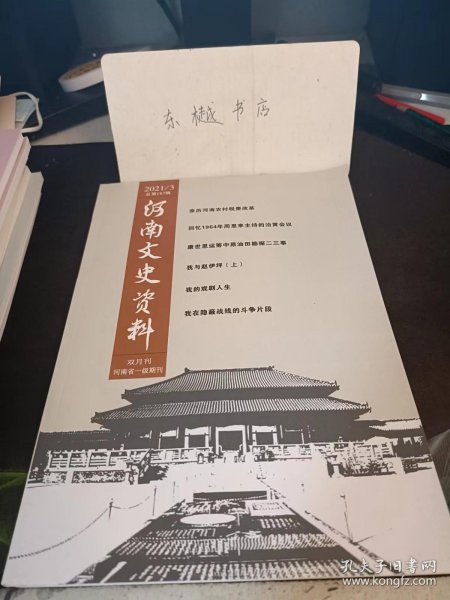 东樾书店
2021/3
总第157期
河南文史资料
双月刊
河南省一级期刊
亲历河南农村税费改革
回忆1964年周恩来主持的治黄会议
康世恩运筹中原油田勘探二三事
我与赵伊坪（上）
我的戏剧人生
我在隐蔽战线的斗争片段
孔夫子旧书网
www.kongfz.com